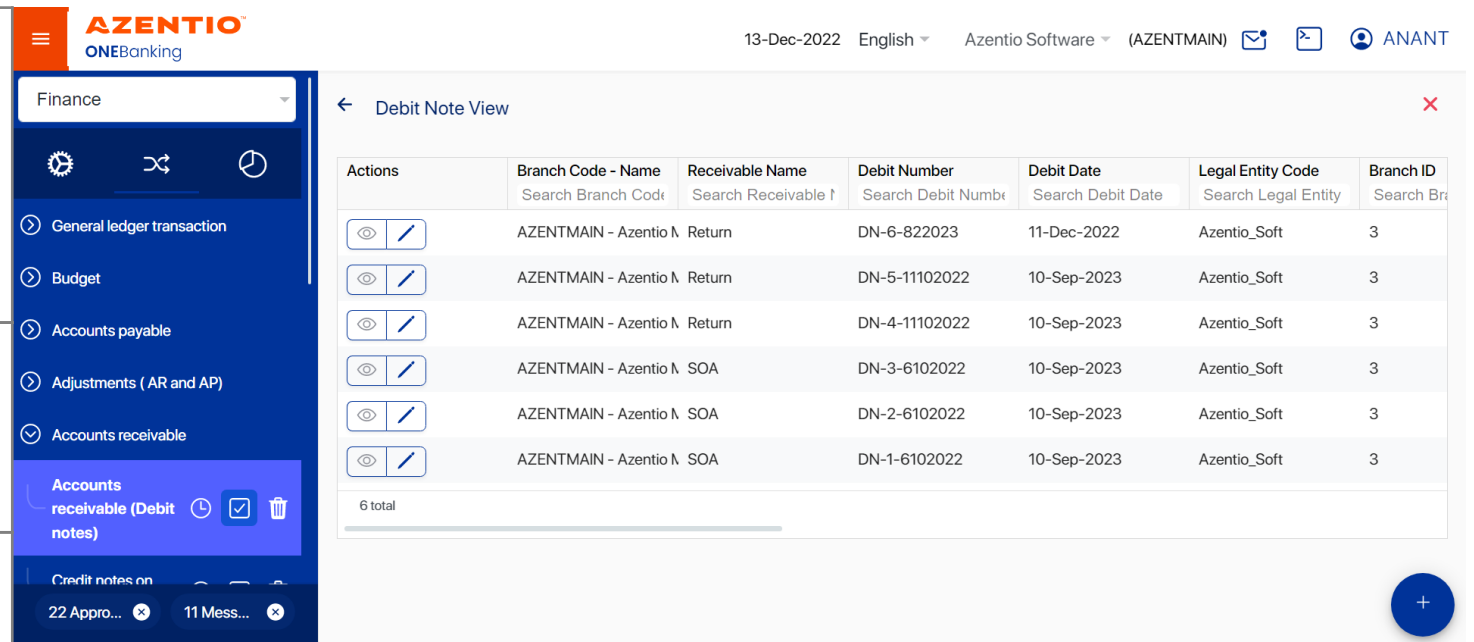 AZENTIO™
ONEBanking
13-Dec-2022 English Azentio Software (AZENTMAIN) ANANT
Finance
General ledger transaction
Budget
Accounts payable
Adjustments ( AR and AP)
Accounts receivable
Accounts
receivable (Debit
notes)
Credit notes on
22 Appro... 11 Mess...
Debit Note View
Actions Branch Code - Name Receivable Name Debit Number Debit Date Legal Entity Code Branch ID
Search Branch Code Search Receivable N Search Debit Numbe Search Debit Date Search Legal Entity Search Bra
AZENTMAIN - Azentio M Return DN-6-822023 11-Dec-2022 Azentio_Soft 3
AZENTMAIN - Azentio M Return DN-5-11102022 10-Sep-2023 Azentio_Soft 3
AZENTMAIN - Azentio M Return DN-4-11102022 10-Sep-2023 Azentio_Soft 3
AZENTMAIN - Azentio M SOA DN-3-6102022 10-Sep-2023 Azentio_Soft 3
AZENTMAIN - Azentio M SOA DN-2-6102022 10-Sep-2023 Azentio_Soft 3
AZENTMAIN - Azentio M SOA DN-1-6102022 10-Sep-2023 Azentio_Soft 3
6 total